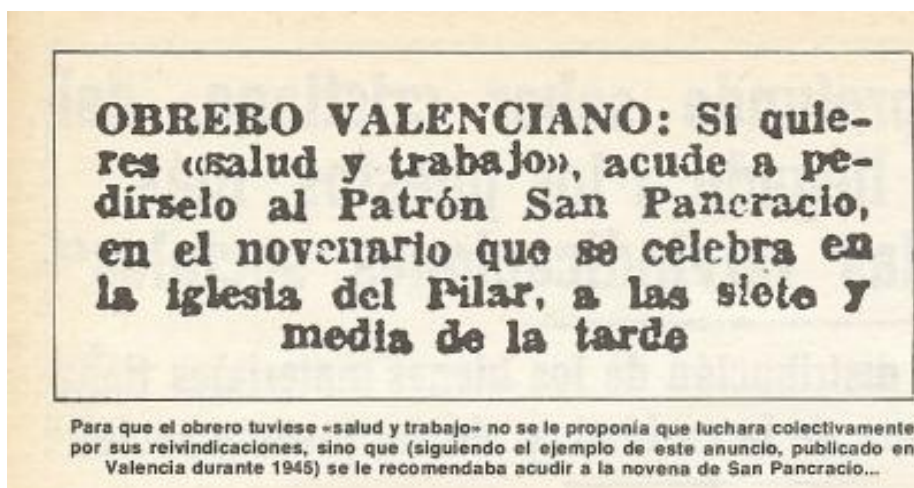 OBRERO VALENCIANO: Si quie-
res «salud y trabajo», acude a pe-
dírselo al Patrón San Pancracio,
en el novenario que se celebra en
la iglesia del Pilar, a las siete y
media de la tarde
Para que el obrero tuviese «salud y trabajo» no se le proponía que luchara colectivamente
por sus reivindicaciones, sino que (siguiendo el ejemplo de este anuncio, publicado en
Valencia durante 1945) se le recomendaba acudir a la novena de San Pancracio...